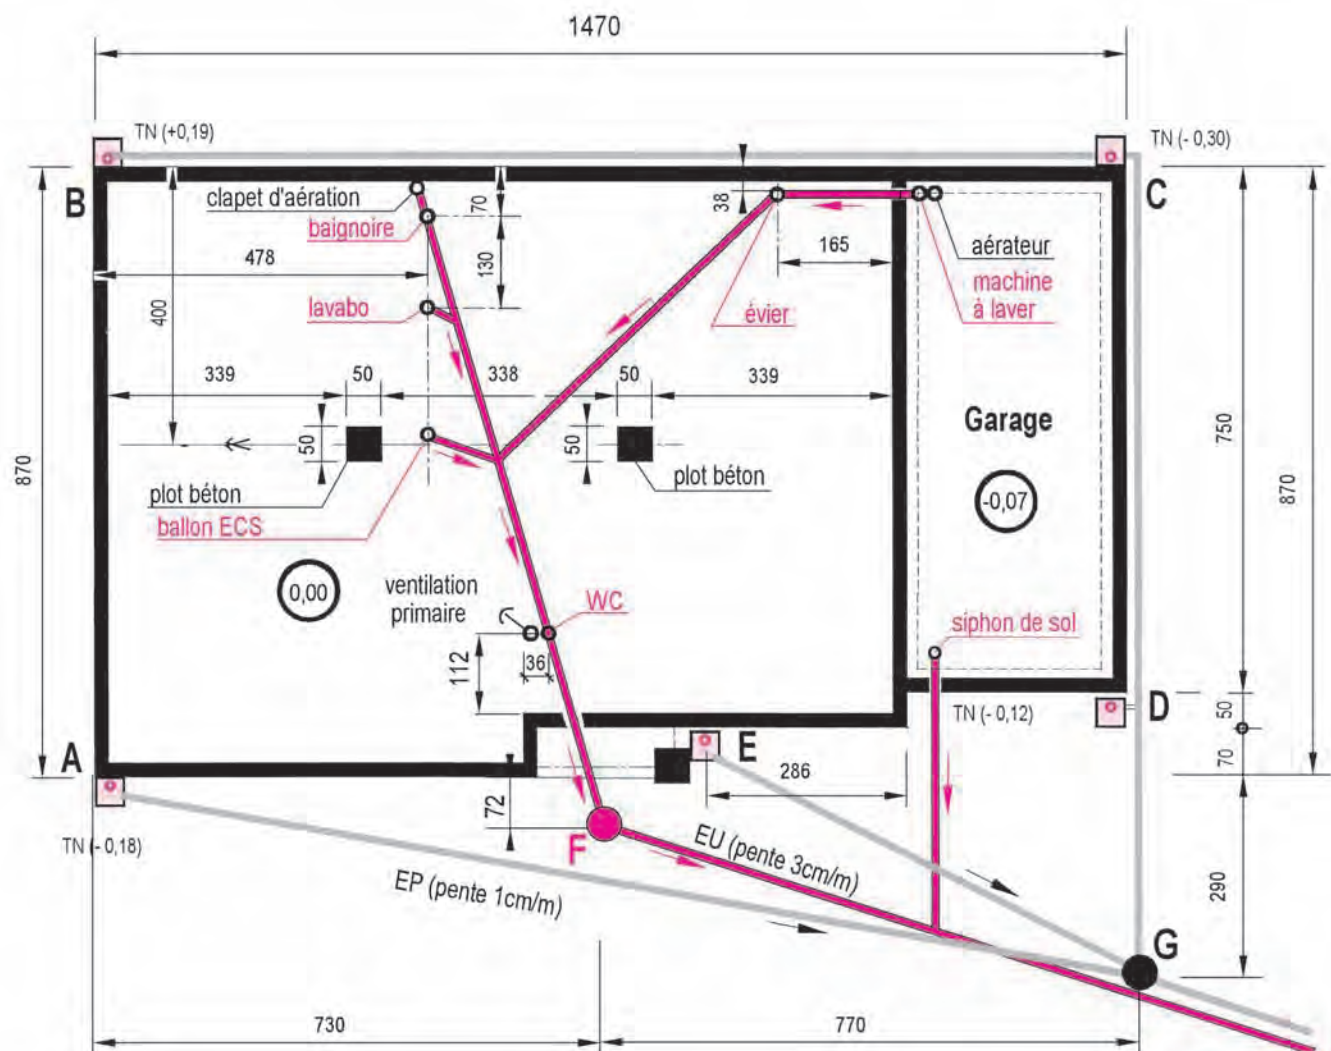 1470
TN (+0,19)
TN (- 0,30)
B
C
clapet d'aération
baignoire
70
38
478
130
165
aérateur
machine
à laver
400
lavabo
évier
339
50
338
50
339
870
50
50
Garage
750
870
plot béton
plot béton
ballon ECS
-0,07
0,00
ventilation
primaire
WC
siphon de sol
112
36
TN (- 0,12)
D
50
A
E
70
286
72
TN (- 0,18)
F
EU (pente 3cm/m)
EP (pente 1cm/m)
290
G
730
770